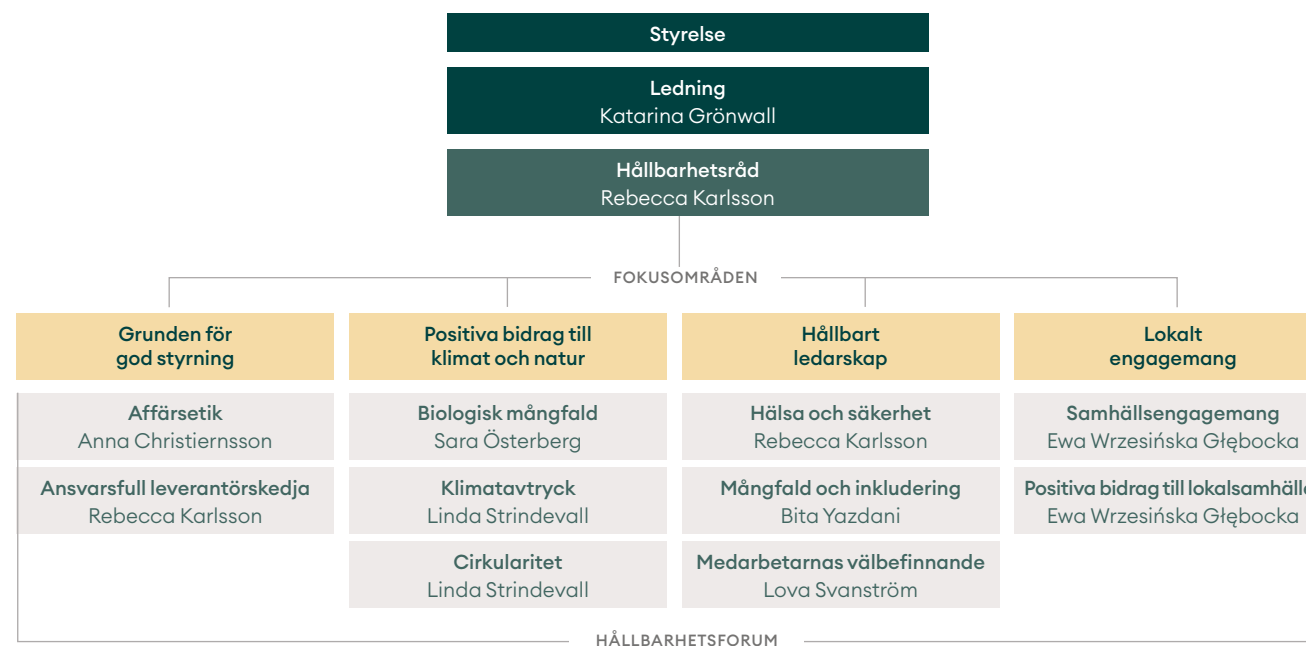 Styrelse
Ledning
Katarina Grönwall
Hållbarhetsråd
Rebecca Karlsson
FOKUSOMRÅDEN
Grunden för
god styrning
Affärsetik
Anna Christiernsson
Ansvarsfull leverantörskedja
Rebecca Karlsson
Positiva bidrag till
klimat och natur
Biologisk mångfald
Sara Österberg
Klimatavtryck
Linda Strindevall
Cirkularitet
Linda Strindevall
Hållbart
ledarskap
Hälsa och säkerhet
Rebecca Karlsson
Mångfald och inkludering
Bita Yazdani
Medarbetarnas välbefinnande
Lova Svanström
Lokalt
engagemang
Samhällsengagemang
Ewa Wrzesińska Głębocka
Positiva bidrag till
Ewa Wrzesińska Głębocka
HÅLLBARHETSFORUM